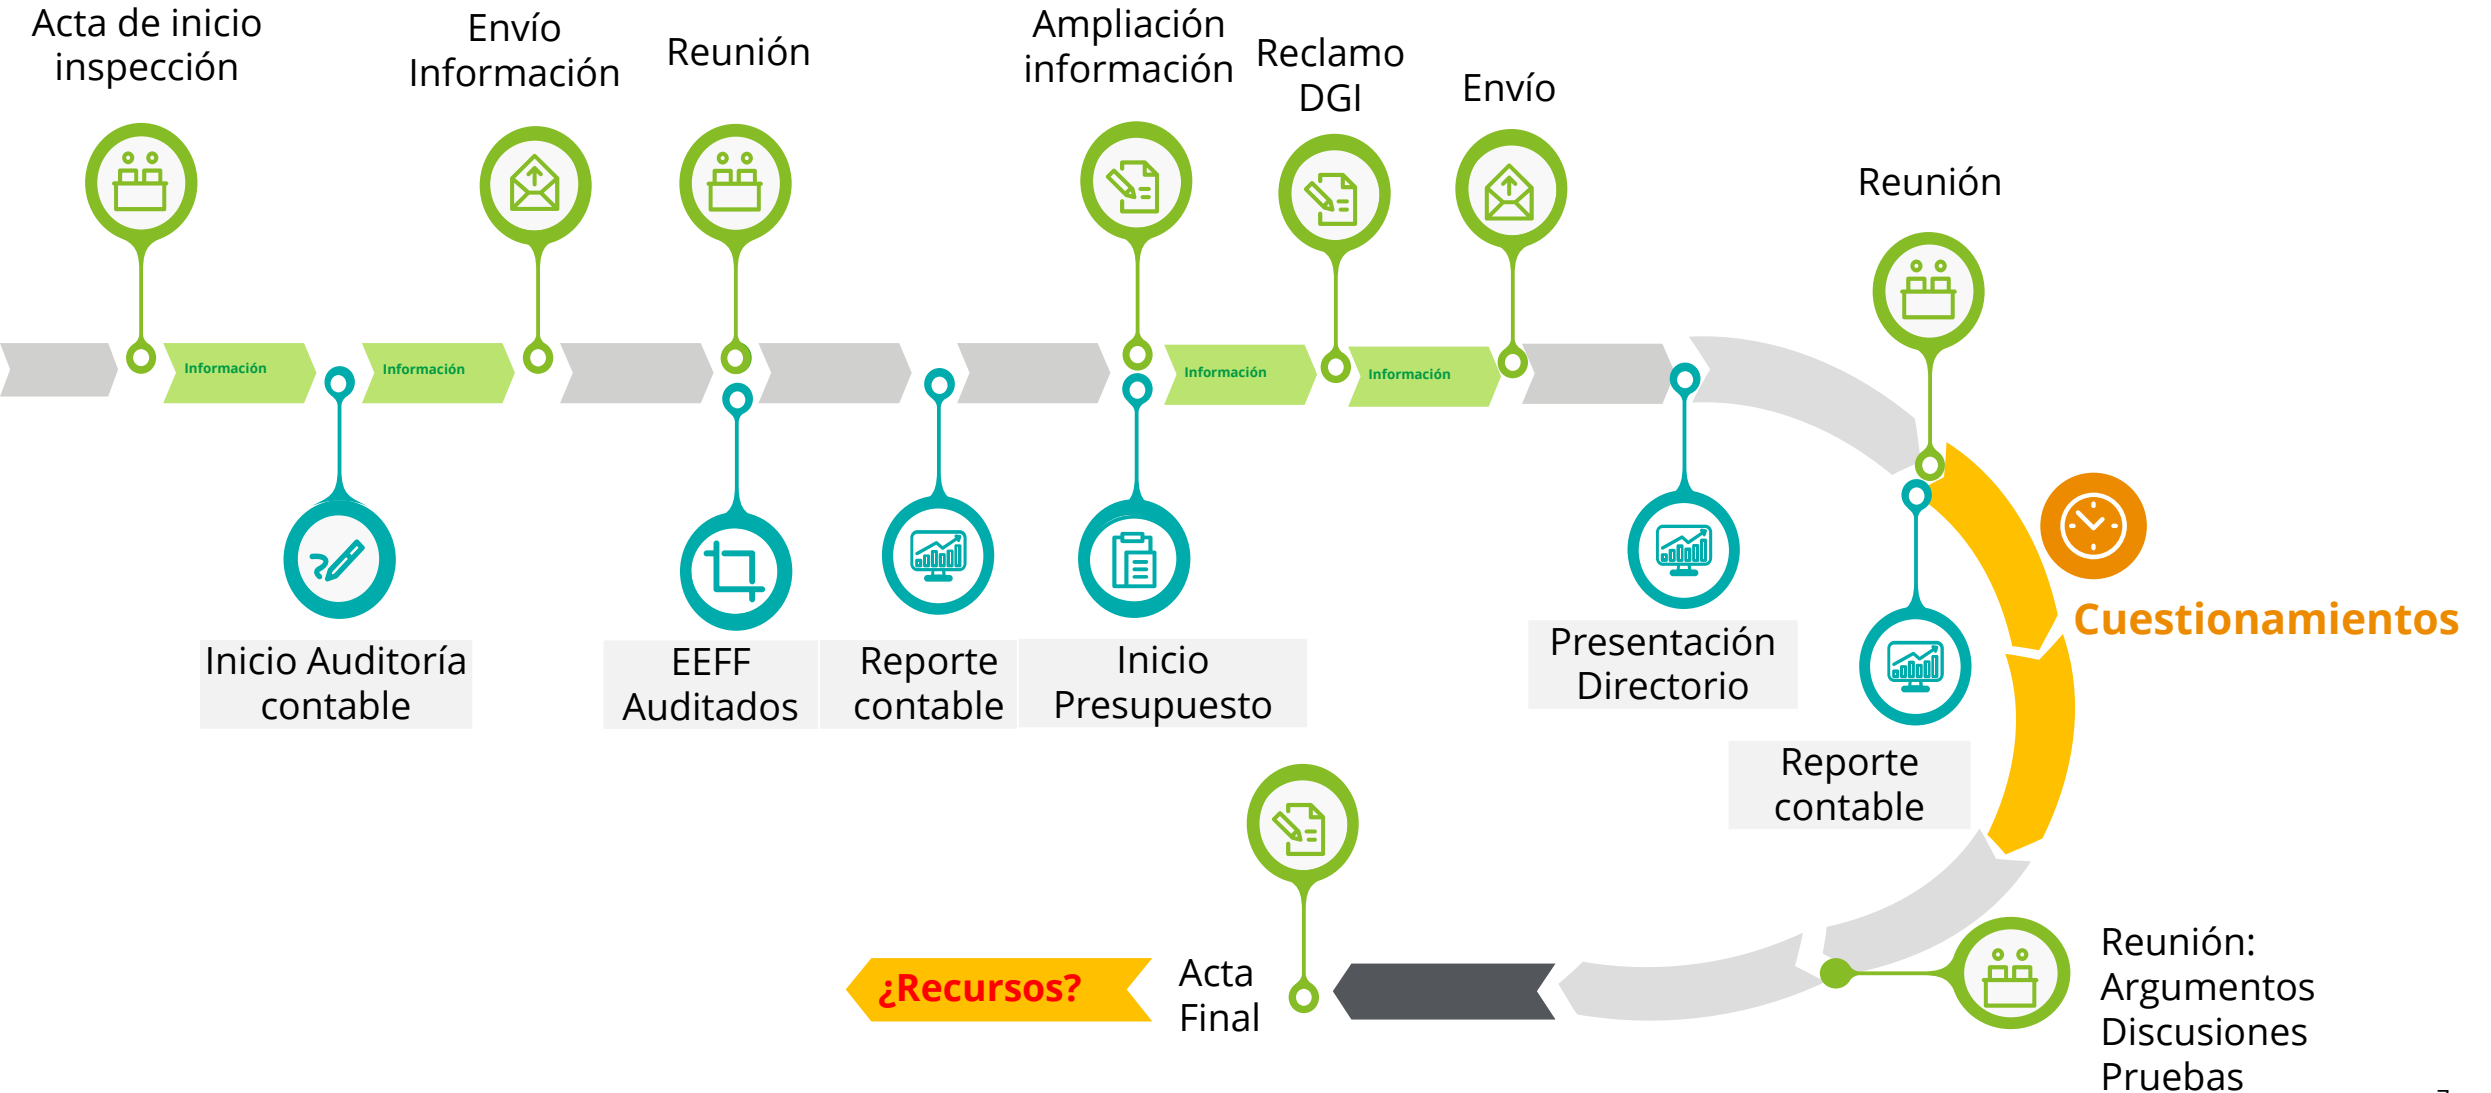 Acta de inicio
inspección
Envío
Información
Reunión
Ampliación
información
Reclamo
DGI
Envío
Reunión
Información
Información
Información
Información
Inicio Auditoría
contable
EEFF
Auditados
Reporte
contable
Inicio
Presupuesto
Presentación
Directorio
Cuestionamientos
Reporte
contable
¿Recursos?
Acta
Final
Reunión:
Argumentos
Discusiones
Pruebas